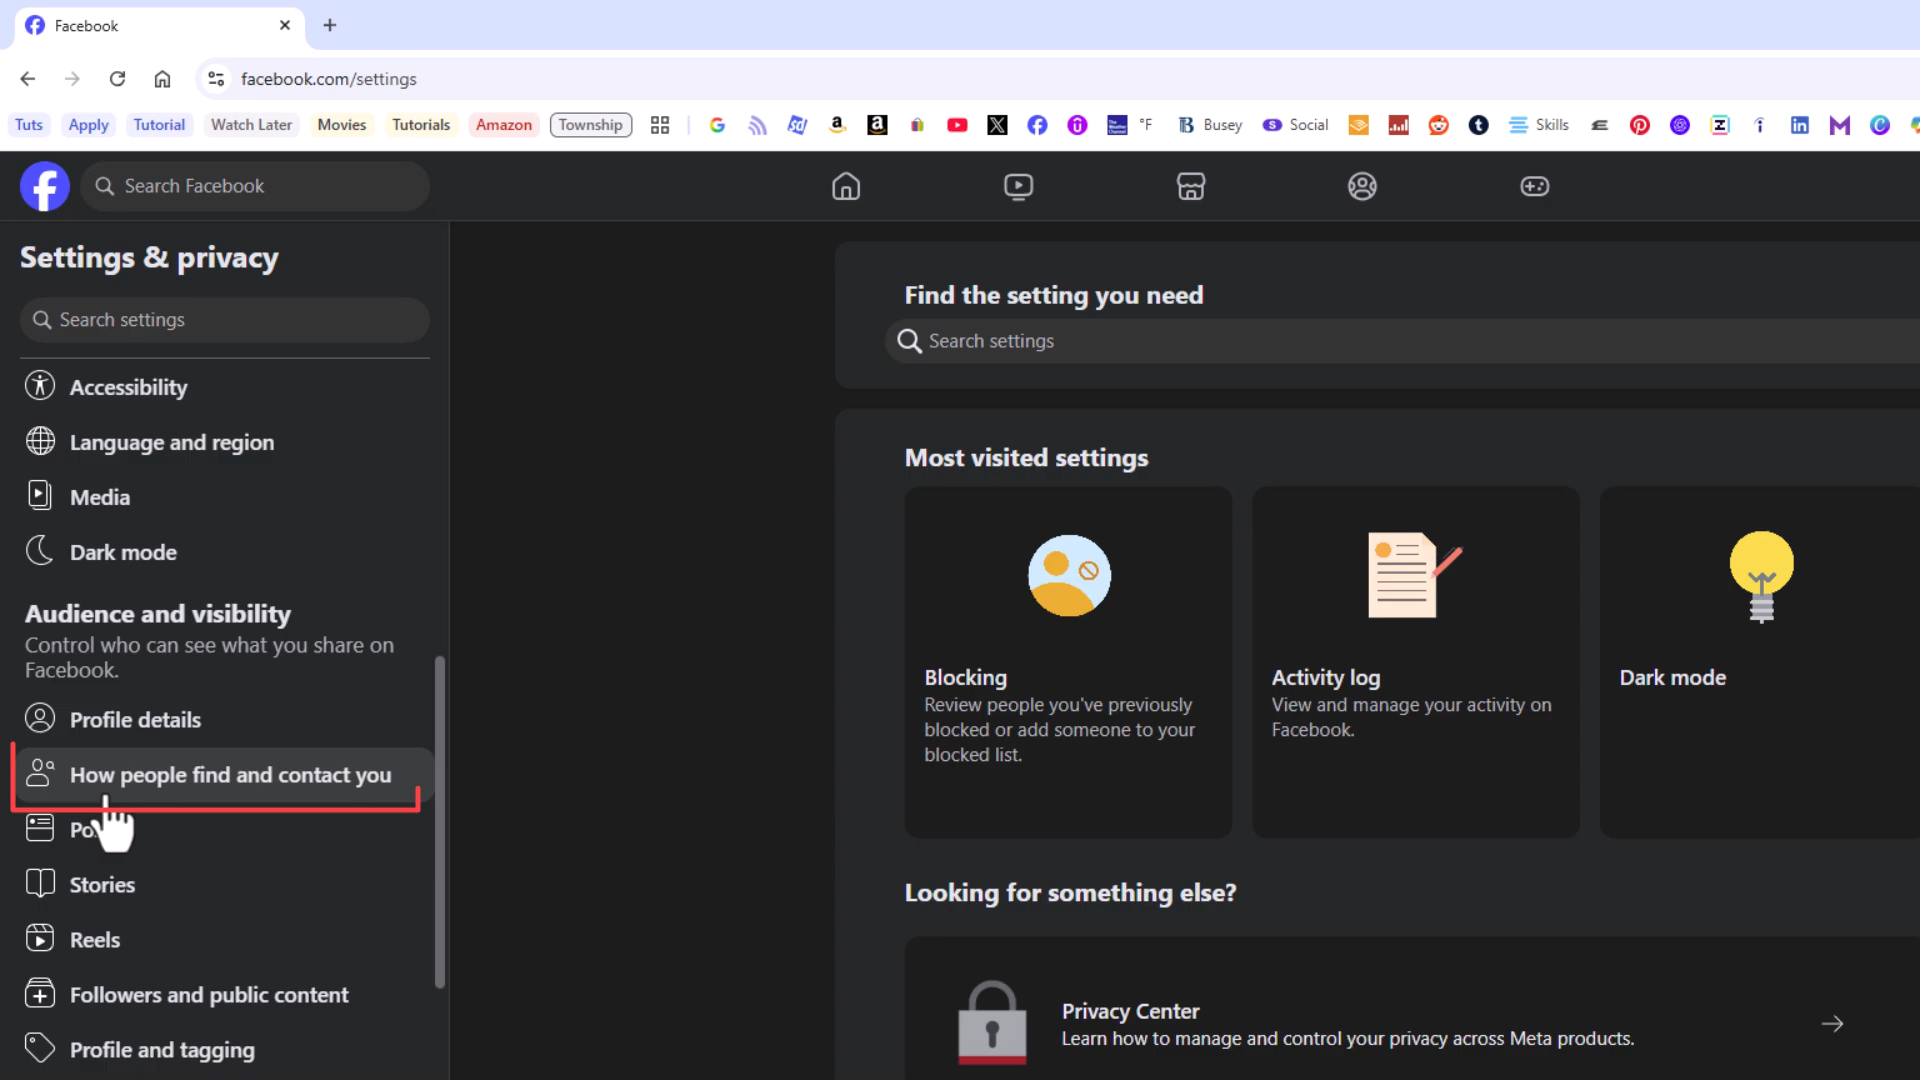 Facebook
facebook.com/settings
Tuts Apply Tutorial Watch Later Movies Tutorials Amazon Township °F Busey Social Skills
Search Facebook
Settings & privacy
Search settings
Accessibility
Language and region
Media
Dark mode
Audience and visibility
Control who can see what you share on
Facebook.
Profile details
How people find and contact you
Stories
Reels
Followers and public content
Profile and tagging
Find the setting you need
Search settings
Most visited settings
Blocking
Review people you've previously
blocked or add someone to your
blocked list.
Activity log
View and manage your activity on
Facebook.
Dark mode
Looking for something else?
Privacy Center
Learn how to manage and control your privacy across Meta products.